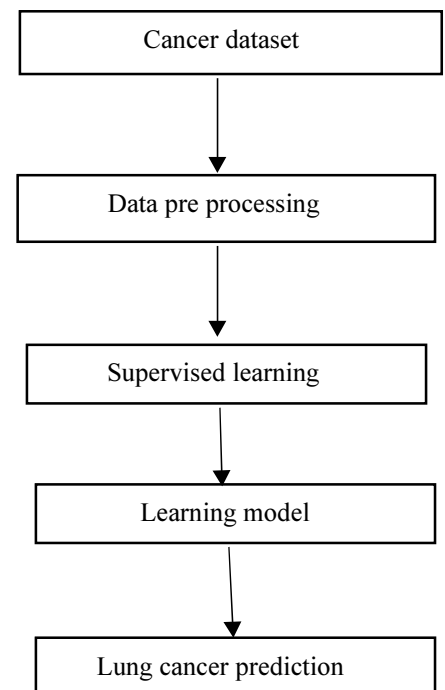 Cancer dataset
Data pre processing
Supervised learning
Learning model
Lung cancer prediction